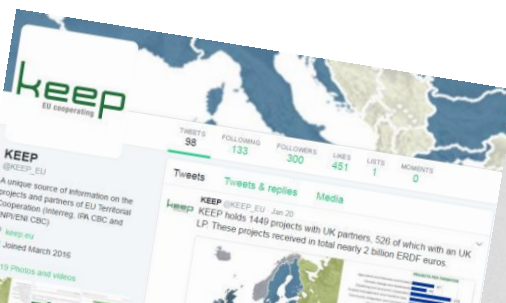 keep
EU cooperating
TWEETS FOLLOWING FOLLOWERS LIKES LISTS MOMENTS
98 133 300 451 1 0
KEEP
@KEEP_EU
A unique source of information on the
projects and partners of EU Territorial
Cooperation (Interreg, IPA CBC and
ENPI/ENI CBC)
keep.eu
Joined March 2016
19 Photos and videos
Tweets Tweets & replies Media
keep
KEEP @KEEP_EU Jan 20
KEEP holds 1449 projects with UK partners, 526 of which with an UK
LP. These projects received in total nearly 2 billion ERDF euros.